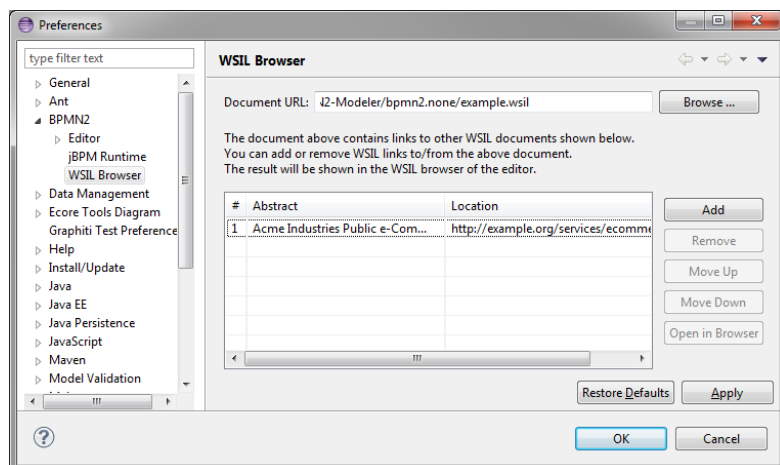 Preferences
type filter text
General
Ant
BPMN2
Editor
jBPM Runtime
WSIL Browser
Data Management
Ecore Tools Diagram
Graphiti Test Preference
Help
Install/Update
Java
Java EE
Java Persistence
JavaScript
Maven
Model Validation
WSIL Browser
Document URL: J2-Modeler/bpmn2.none/example.wsil Browse ...
The document above contains links to other WSIL documents shown below.
You can add or remove WSIL links to/from the above document.
The result will be shown in the WSIL browser of the editor.
# Abstract Location
1 Acme Industries Public e-Com... http://example.org/services/ecomme
Add
Remove
Move Up
Move Down
Open in Browser
Restore Defaults Apply
OK Cancel